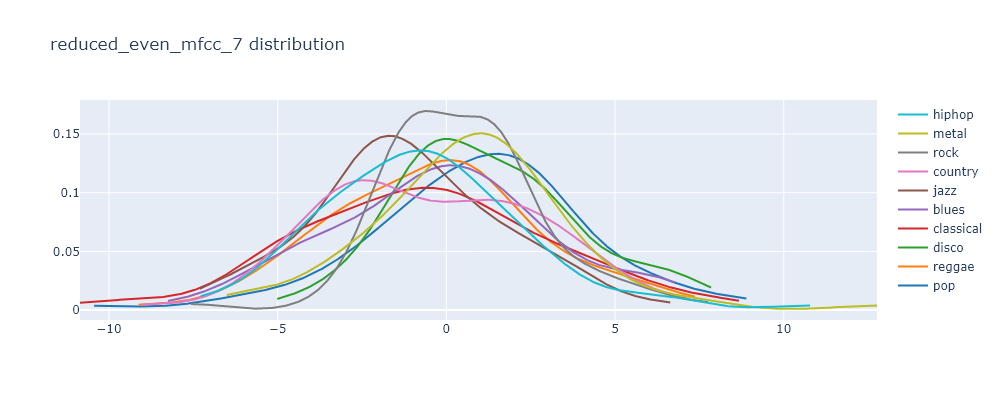 reduced_even_mfcc_7 distribution
0.15
0.1
0.05
0
−10
−5
0
5
10
hiphop
metal
rock
country
jazz
blues
classical
disco
reggae
pop